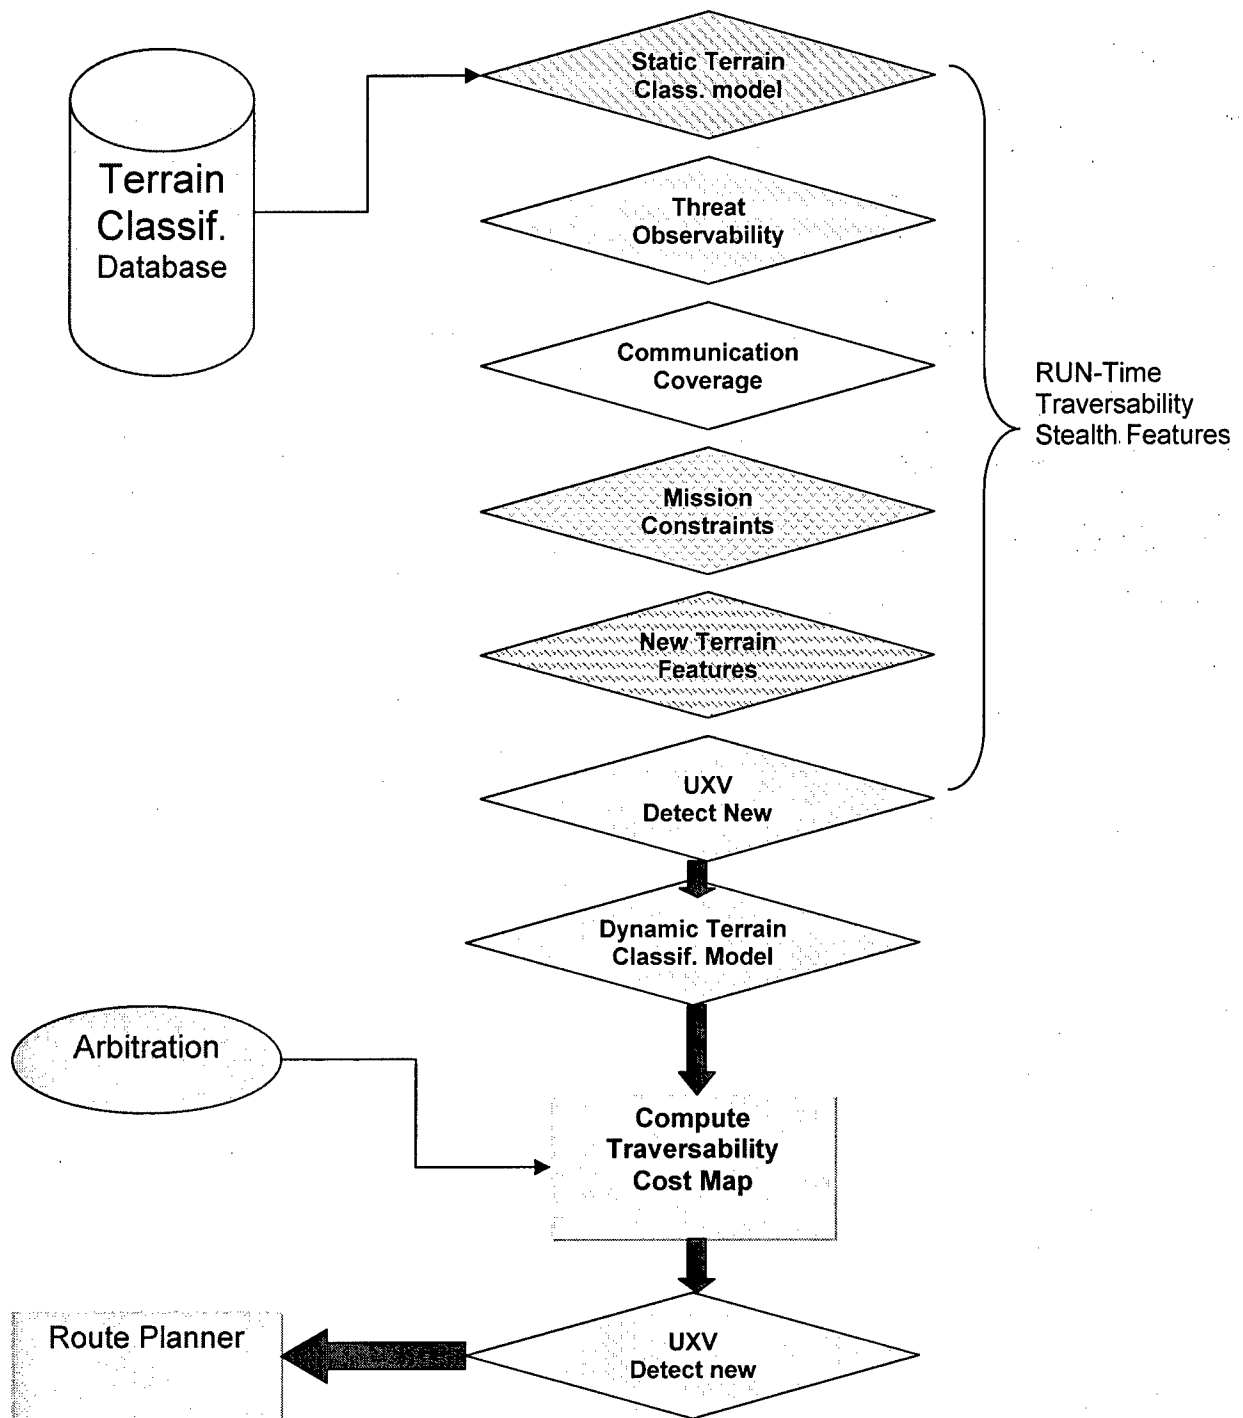 Static Terrain
Class. model
Terrain
Classif.
Database
Threat
Observability
Communication
Coverage
RUN-Time
Traversability
Stealth Features
Mission
Constraints
New Terrain
Features
UXV
Detect New
Dynamic Terrain
Classif. Model
Arbitration
Compute
Traversability
Cost Map
Route Planner
UXV
Detect new